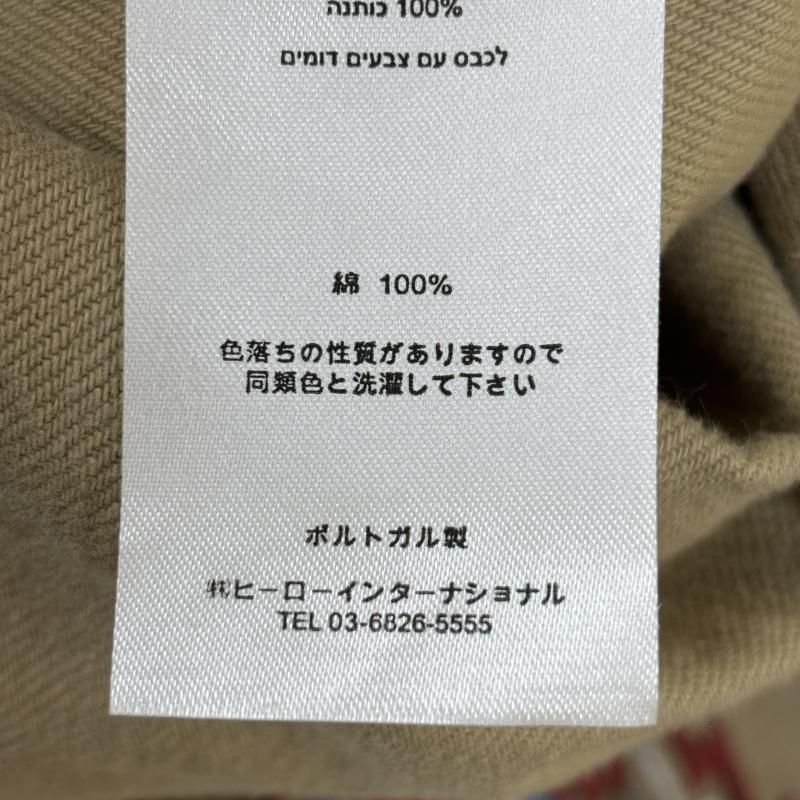 100% כותנה
לכבס עם צבעים דומים
綿 100%
色落ちの性質がありますので
同類色と洗濯して下さい
ポルトガル製
㈱ヒーローインターナショナル
TEL 03-6826-5555